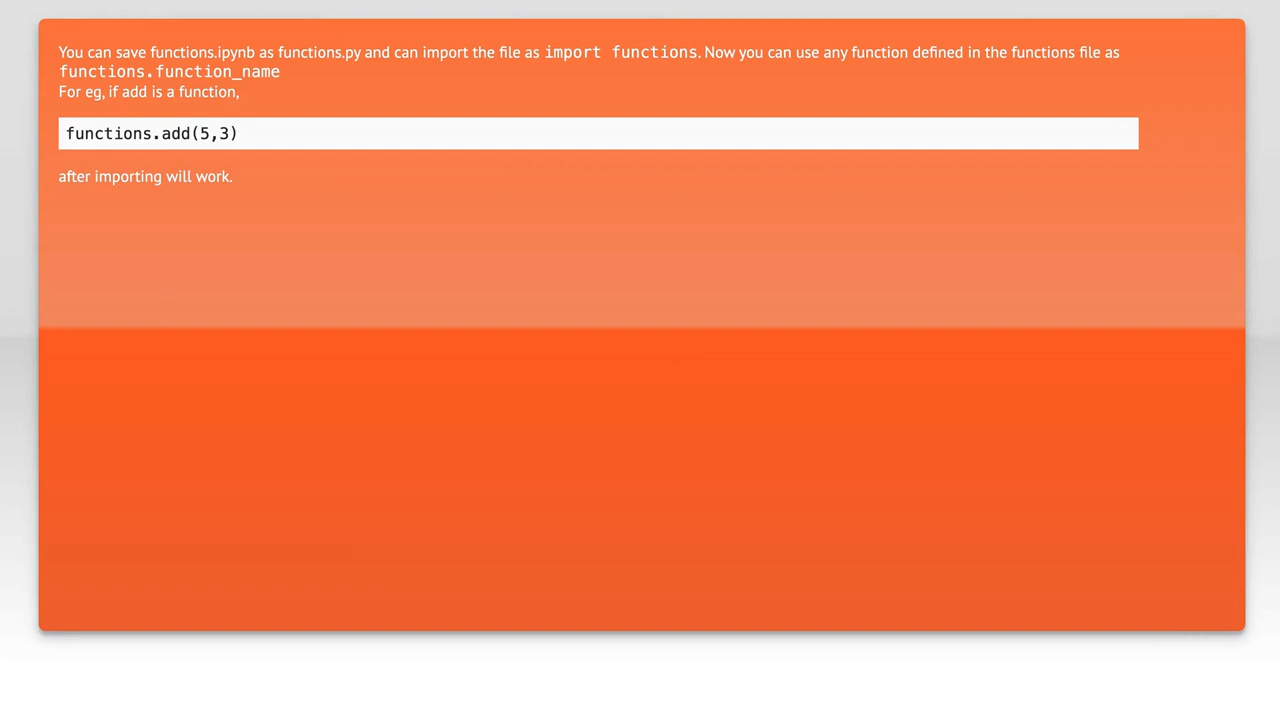 You can save functions.ipynb as functions.py and can import the file as import functions. Now you can use any function defined in the functions file as
functions.function_name
For eg, if add is a function,
functions.add(5,3)
after importing will work.